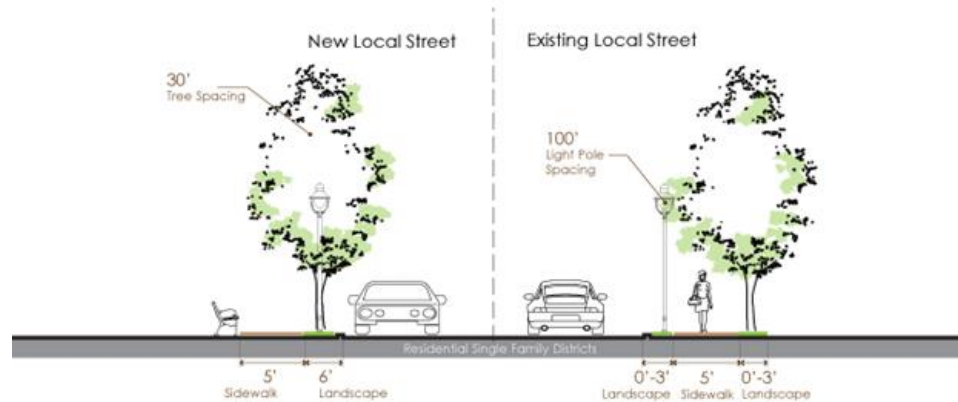 New Local Street
Existing Local Street
30'
Tree Spacing
100'
Light Pole
Spacing
Residential Single Family Districts
5'
Sidewalk
6'
Landscape
0'-3'
Landscape
5'
Sidewalk
0'-3'
Landscape